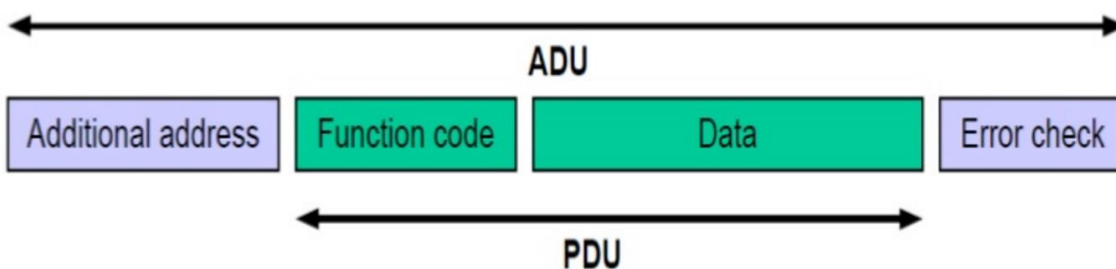 ADU
Additional address Function code Data Error check
PDU